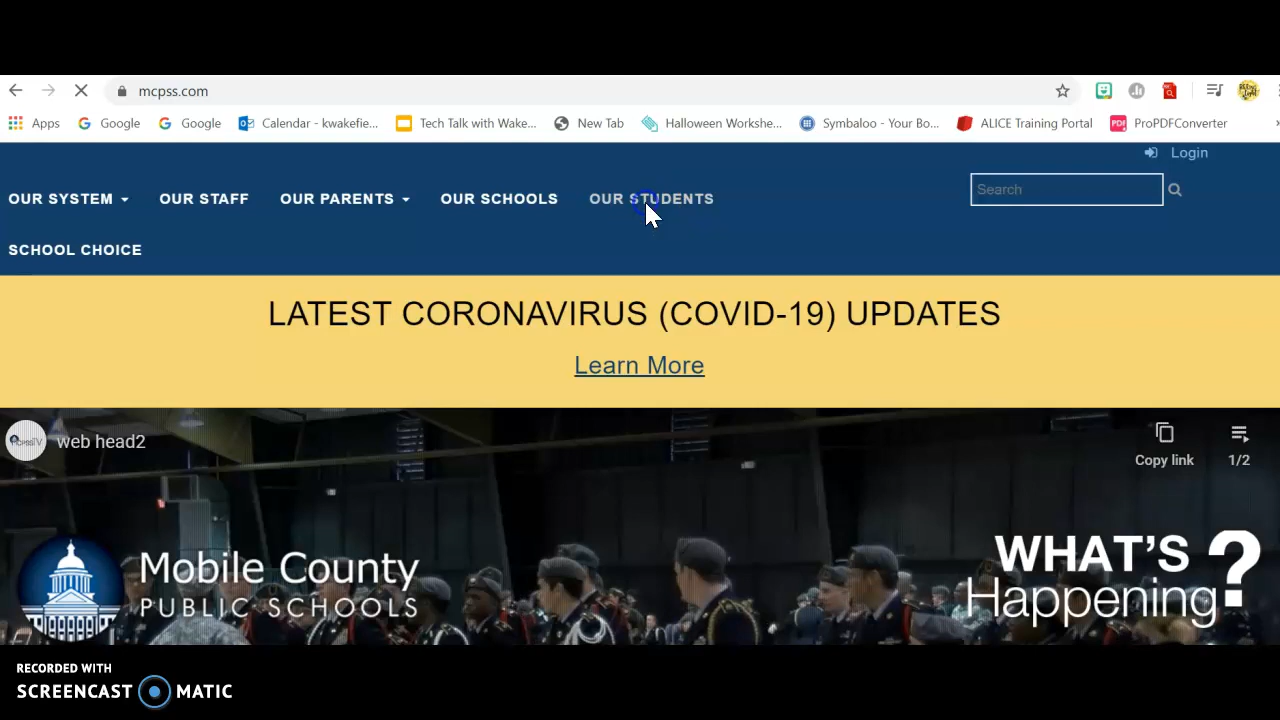 mcpss.com
Apps Google Google Calendar - kwakefie... Tech Talk with Wake... New Tab Halloween Workshe... Symbaloo - Your Bo... ALICE Training Portal ProPDFConverter
Login
OUR SYSTEM OUR STAFF OUR PARENTS OUR SCHOOLS OUR STUDENTS Search
SCHOOL CHOICE
LATEST CORONAVIRUS (COVID-19) UPDATES
Learn More
web head2
Copy link 1/2
Mobile County
PUBLIC SCHOOLS
WHAT'S
Happening?
RECORDED WITH
SCREENCAST MATIC